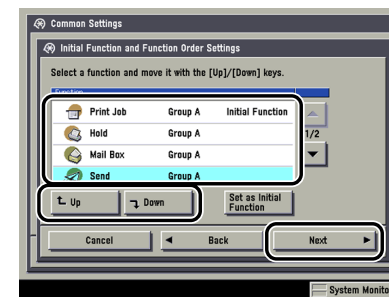 Common Settings
Initial Function and Function Order Settings
Select a function and move it with the [Up]/[Down] keys.
Function
Print Job Group A Initial Function
Hold Group A 1/2
Mail Box Group A
Send Group A
Up Down Set as Initial Function
Cancel Back Next
System Monito